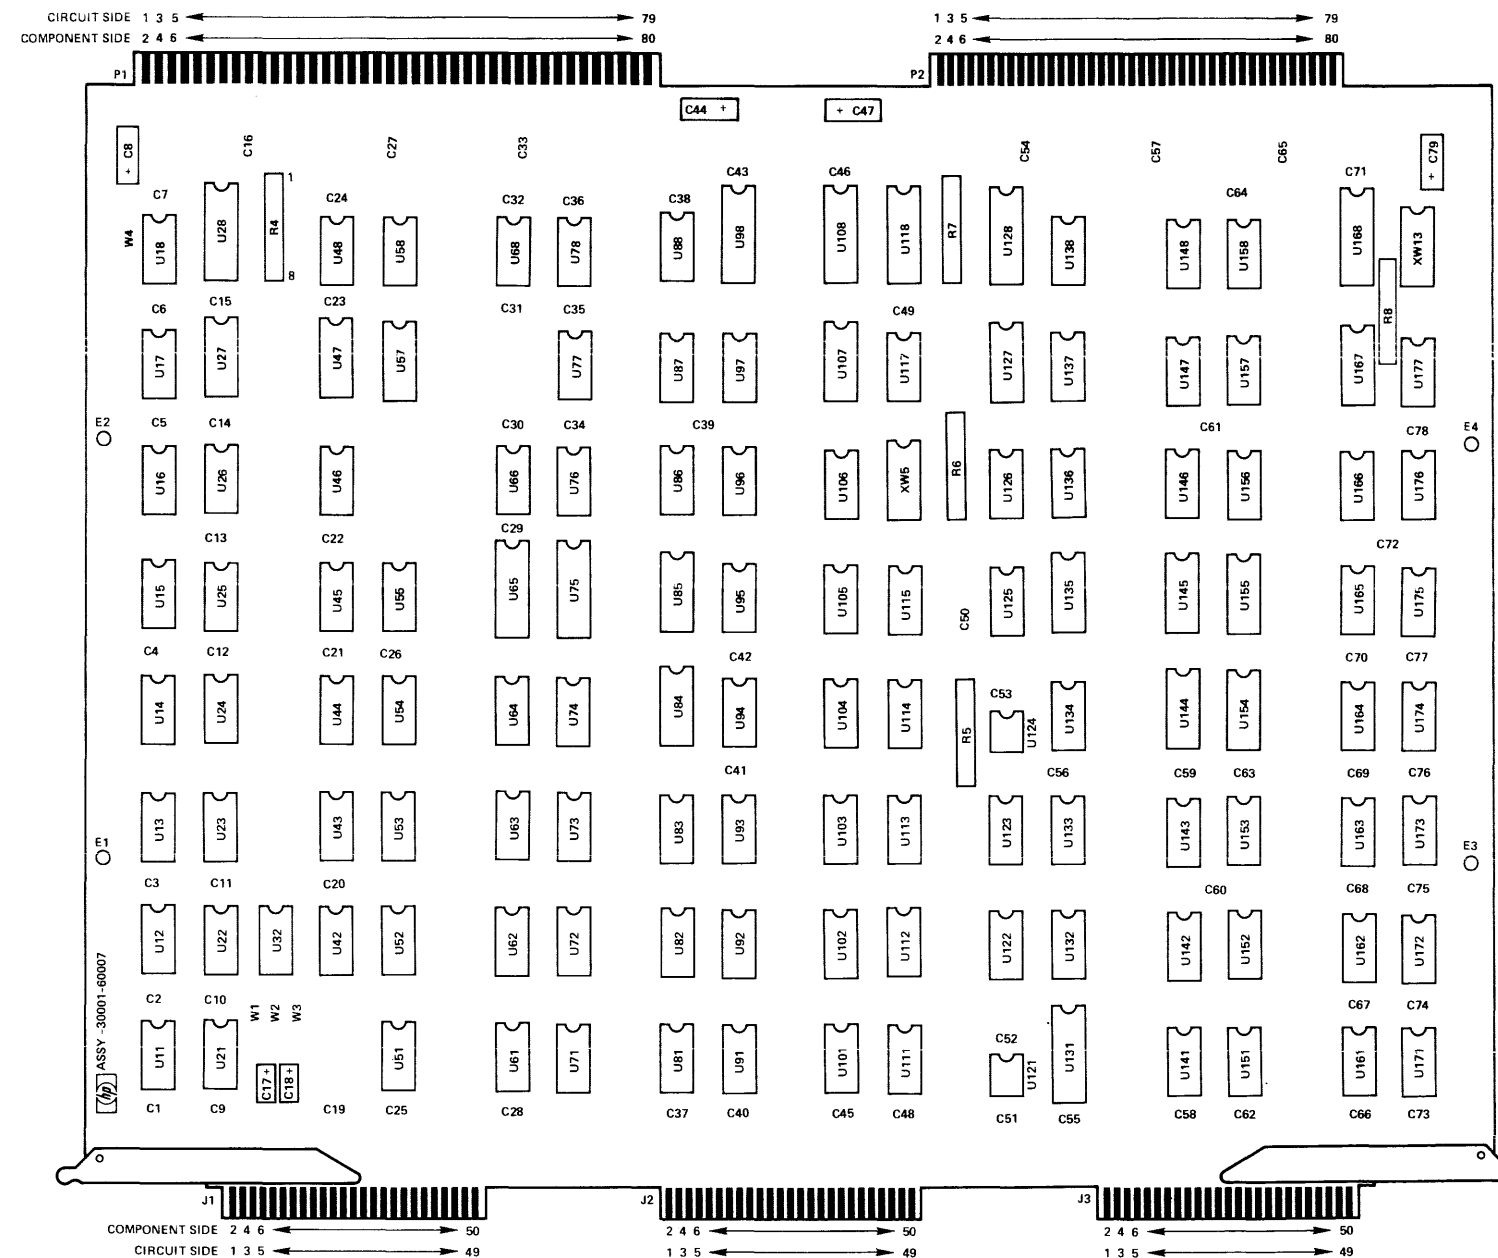 CIRCUIT SIDE 1 3 5 79
1 3 5 79
COMPONENT SIDE 2 4 6 80
2 4 6 80
P1
P2
C44 +
+ C47
+ C8
C16
C27
C33
C54
C57
C65
+ C79
C7
C24
C32
C36
C38
C43
C46
C64
C71
W4
U18
U28
1
R4
8
U48
U58
U68
U78
U88
U98
U108
U118
R7
U128
U138
U148
U158
U168
XW13
C6
C15
C23
C31
C35
C49
R8
U17
U27
U47
U57
U77
U87
U97
U107
U117
U127
U137
U147
U157
U167
U177
E2
C5
C14
C30
C34
C39
C61
C78
E4
U16
U26
U46
U66
U76
U86
U96
U106
XW5
R6
U126
U136
U146
U156
U166
U176
C13
C22
C29
C72
U15
U25
U45
U55
U65
U75
U85
U95
U105
U115
C50
U125
U135
U145
U155
U165
U175
C4
C12
C21
C26
C42
C70
C77
U14
U24
U44
U54
U64
U74
U84
U94
U104
U114
R5
C53
U124
U134
U144
U154
U164
U174
C41
C56
C59
C63
C69
C76
E1
U13
U23
U43
U53
U63
U73
U83
U93
U103
U113
U123
U133
U143
U153
U163
U173
E3
C3
C11
C20
C60
C68
C75
U12
U22
U32
U42
U52
U62
U72
U82
U92
U102
U112
U122
U132
U142
U152
U162
U172
hp ASSY -30001-60007
C2
C10
W1
W2
W3
C67
C74
U11
U21
C17 +
C18 +
U51
U61
U71
U81
U91
U101
U111
C52
U121
U131
U141
U151
U161
U171
C1
C9
C19
C25
C28
C37
C40
C45
C48
C51
C55
C58
C62
C66
C73
J1
J2
J3
COMPONENT SIDE 2 4 6 50
2 4 6 50
2 4 6 50
CIRCUIT SIDE 1 3 5 49
1 3 5 49
1 3 5 49